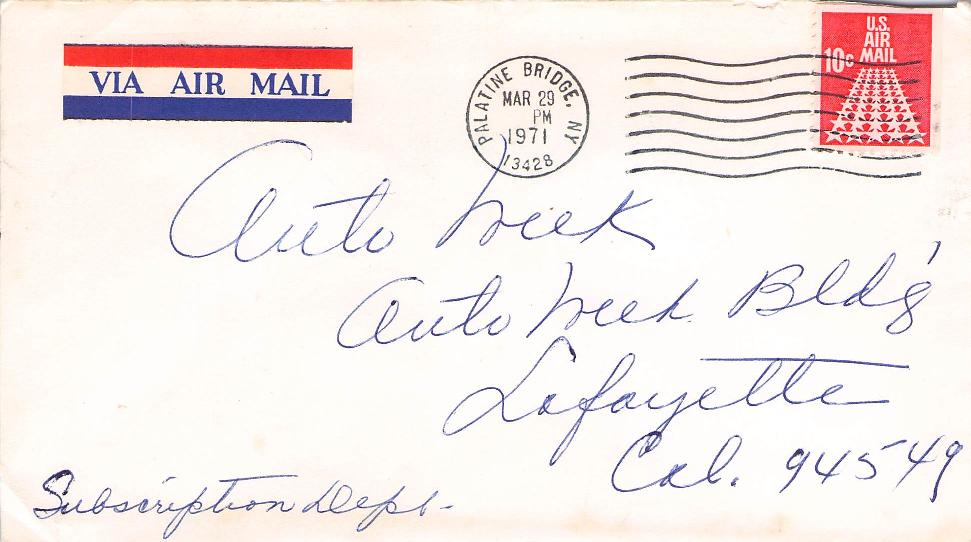 VIA AIR MAIL
PALATINE BRIDGE, NY
MAR 29
PM
1971
13428
U.S.
AIR
MAIL
10c
Auto Week
Auto Week Bldg
Lafayette
Cal. 94549
Subscription Dept.